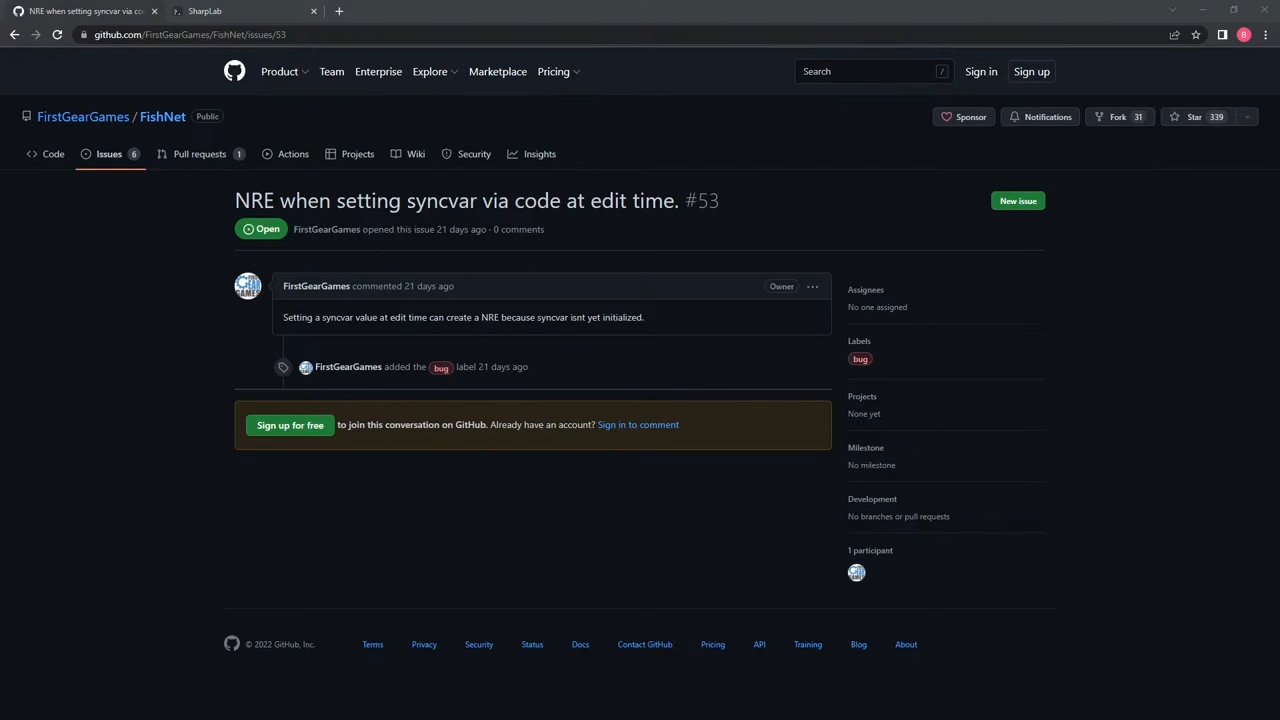 NRE when setting syncvar via co
SharpLab
github.com/FirstGearGames/FishNet/issues/53
B
Product
Team
Enterprise
Explore
Marketplace
Pricing
Search
/
Sign in
Sign up
FirstGearGames / FishNet
Public
Sponsor
Notifications
Fork 31
Star 339
Code
Issues 6
Pull requests 1
Actions
Projects
Wiki
Security
Insights
NRE when setting syncvar via code at edit time. #53
New issue
Open
FirstGearGames opened this issue 21 days ago · 0 comments
FirstGearGames commented 21 days ago
Owner
Setting a syncvar value at edit time can create a NRE because syncvar isnt yet initialized.
FirstGearGames added the bug label 21 days ago
Sign up for free to join this conversation on GitHub. Already have an account? Sign in to comment
Assignees
No one assigned
Labels
bug
Projects
None yet
Milestone
No milestone
Development
No branches or pull requests
1 participant
© 2022 GitHub, Inc.
Terms
Privacy
Security
Status
Docs
Contact GitHub
Pricing
API
Training
Blog
About